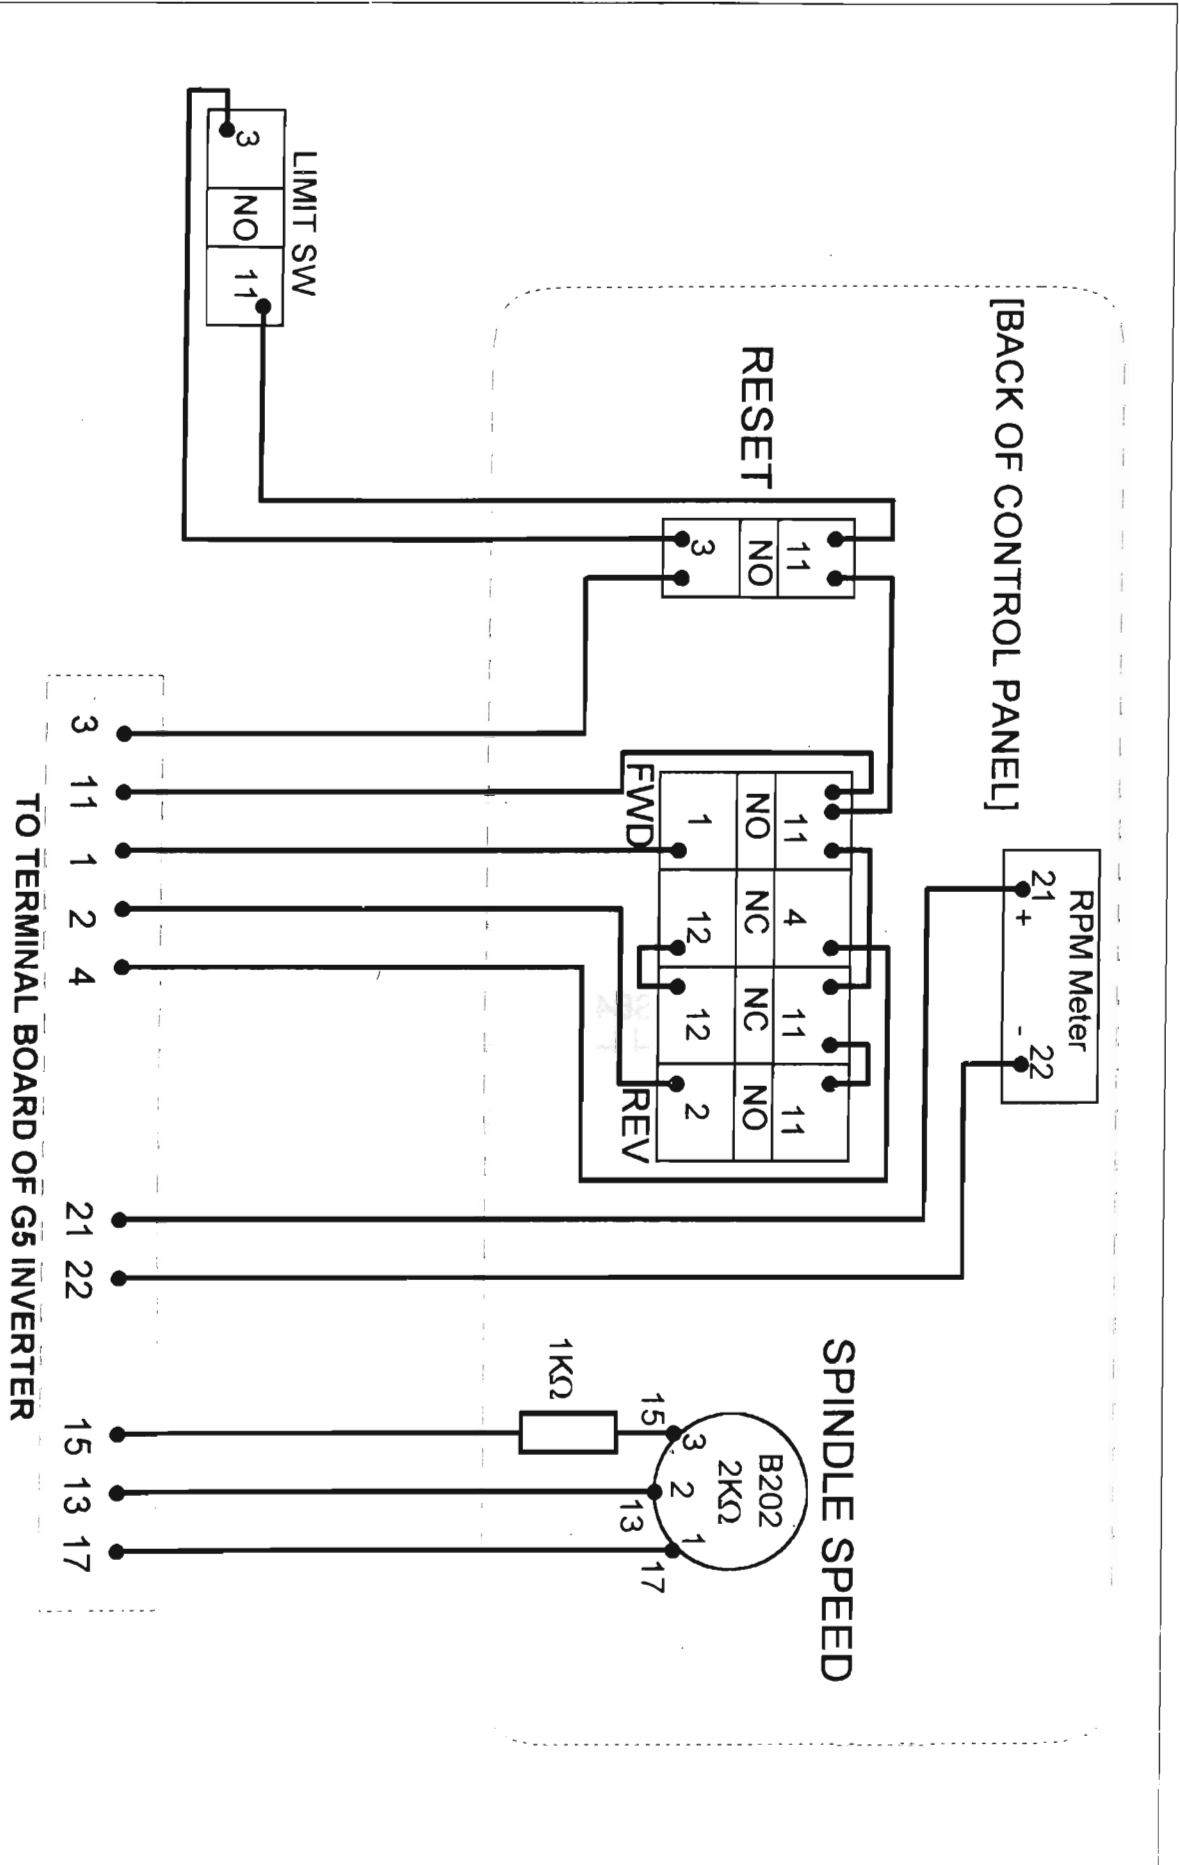 [BACK OF CONTROL PANEL]
RPM Meter
21 + - 22
RESET
11
NO
3
LIMIT SW
3 NO 11
11 4 11 11
NO NC NC NO
1 12 12 2
FWD REV
SPINDLE SPEED
B202
2KΩ
3 2 1
15 13 17
1KΩ
3 11 1 2 4 21 22 15 13 17
TO TERMINAL BOARD OF G5 INVERTER